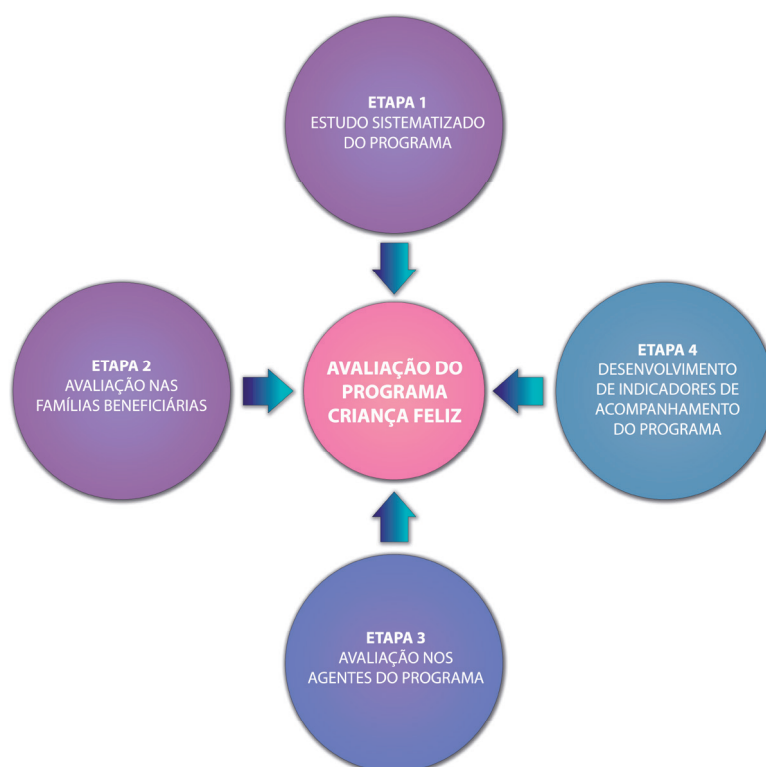 ETAPA 1
ESTUDO SISTEMATIZADO
DO PROGRAMA
ETAPA 2
AVALIAÇÃO NAS
FAMÍLIAS BENEFICIÁRIAS
AVALIAÇÃO DO
PROGRAMA
CRIANÇA FELIZ
ETAPA 4
DESENVOLVIMENTO
DE INDICADORES DE
ACOMPANHAMENTO
DO PROGRAMA
ETAPA 3
AVALIAÇÃO NOS
AGENTES DO PROGRAMA